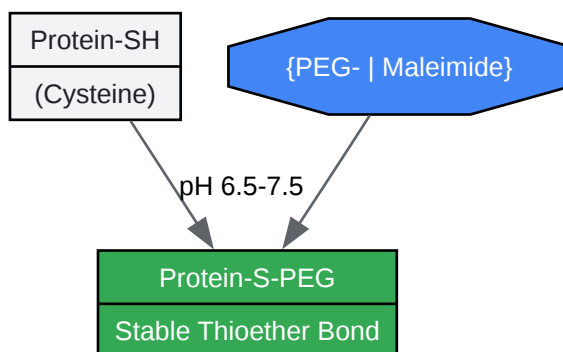 Protein-SH
(Cysteine)
{PEG- | Maleimide}
pH 6.5-7.5
Protein-S-PEG
Stable Thioether Bond